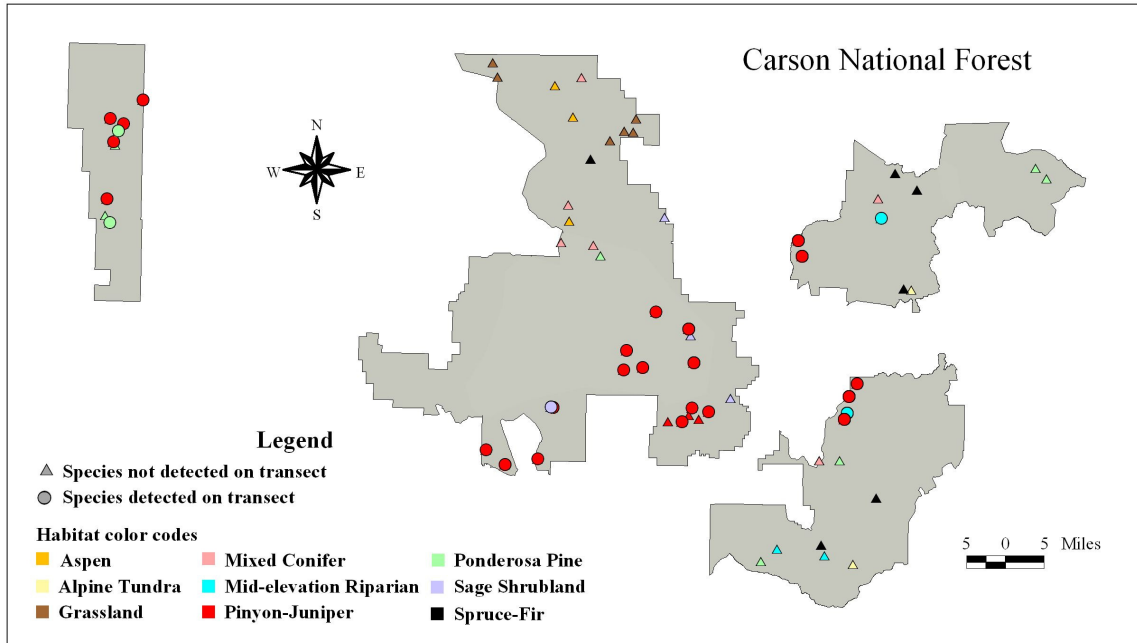 Carson National Forest
N
W E
S
Legend
Species not detected on transect
Species detected on transect
Habitat color codes
Aspen
Mixed Conifer
Ponderosa Pine
Alpine Tundra
Mid-elevation Riparian
Sage Shrubland
Grassland
Pinyon-Juniper
Spruce-Fir
5 0 5 Miles